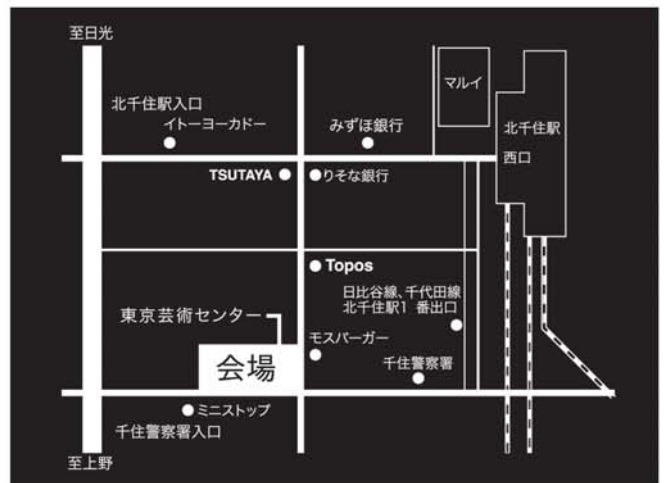 至日光
北千住駅入口
イトーヨーカドー
みずほ銀行
マルイ
北千住駅
西口
TSUTAYA
りそな銀行
Topos
日比谷線、千代田線
北千住駅1 番出口
東京芸術センター
モスバーガー
会場
千住警察署
ミニストップ
千住警察署入口
至上野